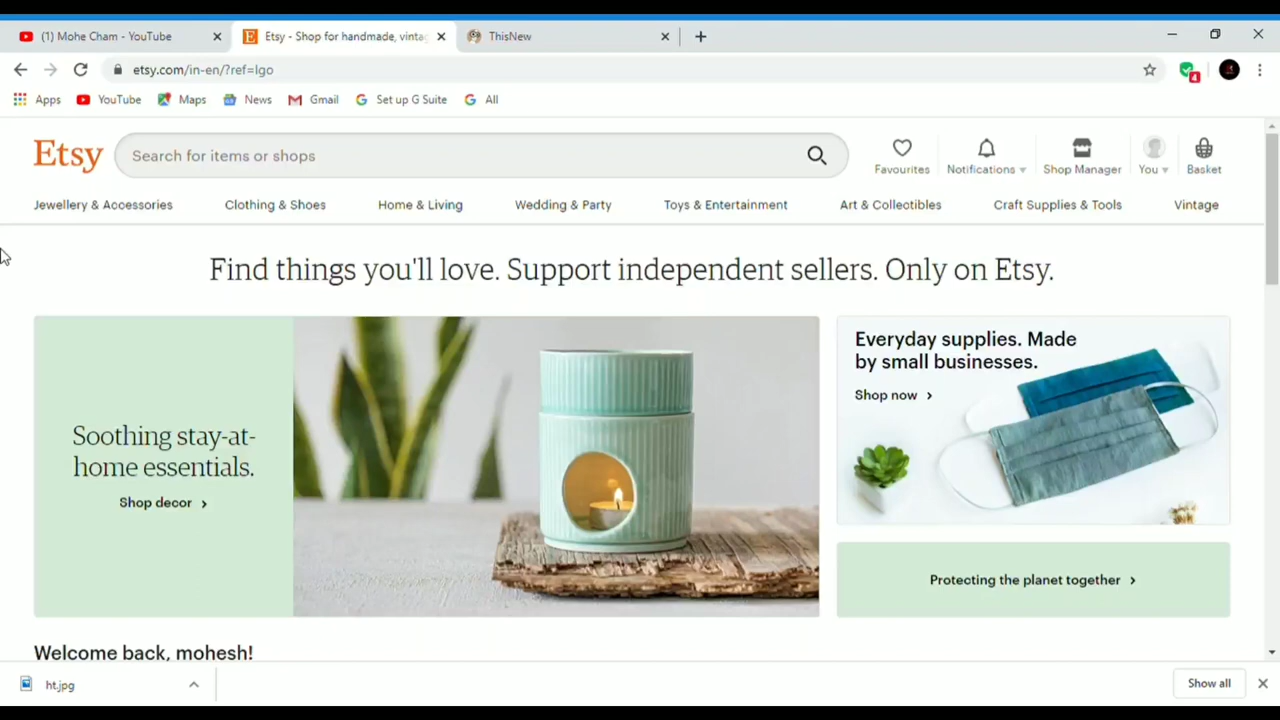 (1) Mohe Cham - YouTube
Etsy - Shop for handmade, vinta
ThisNew
etsy.com/in-en/?ref=lgo
4
Apps YouTube Maps News Gmail Set up G Suite All
Etsy
Search for items or shops
Favourites Notifications Shop Manager You Basket
Jewellery & Accessories Clothing & Shoes Home & Living Wedding & Party Toys & Entertainment Art & Collectibles Craft Supplies & Tools Vintage
Find things you'll love. Support independent sellers. Only on Etsy.
Soothing stay-at-
home essentials.
Shop decor
Everyday supplies. Made
by small businesses.
Shop now
Protecting the planet together
Welcome back, mohesh!
ht.jpg
Show all